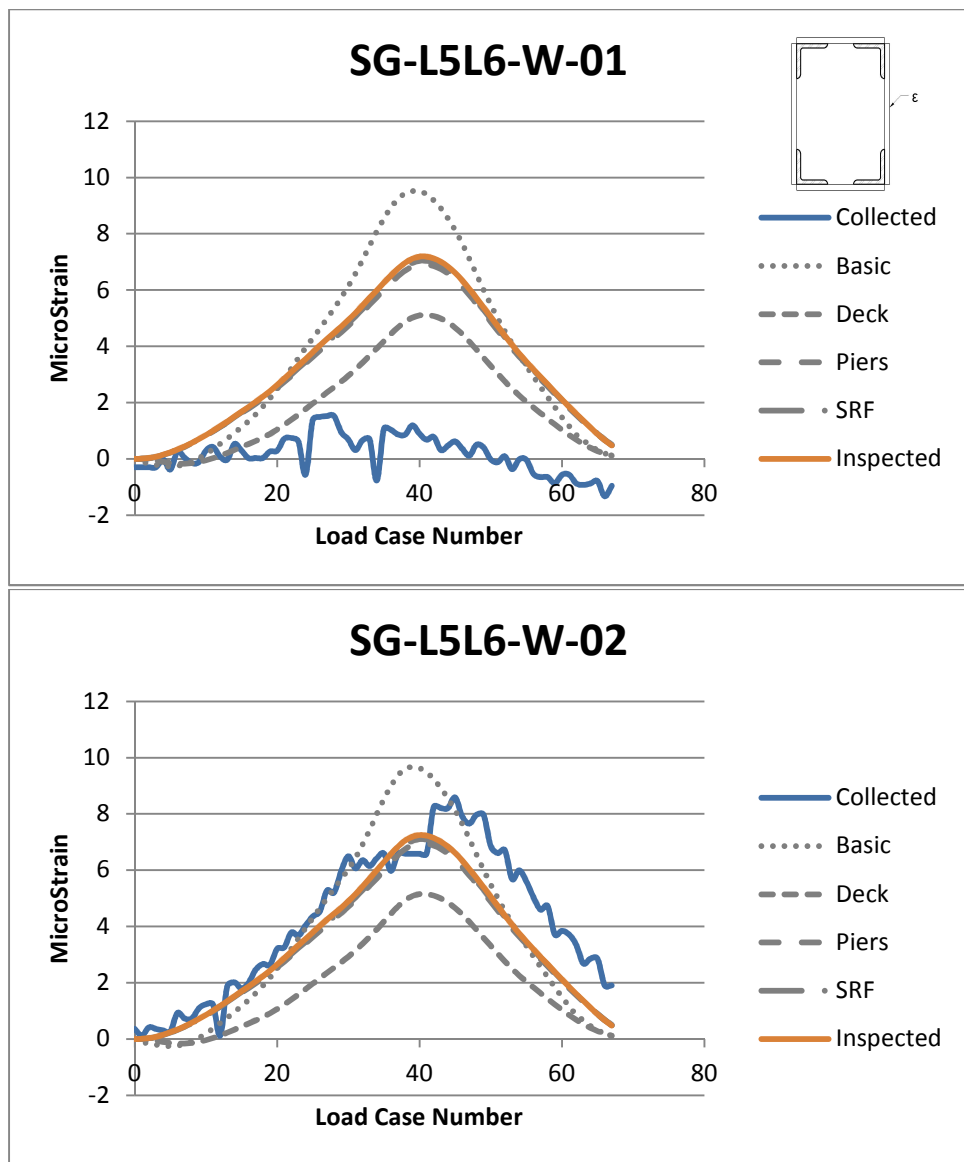 SG-L5L6-W-01
ε
12
10
8
6
4
2
0
-2
0 20 40 60 80
MicroStrain
Load Case Number
Collected
Basic
Deck
Piers
SRF
Inspected
SG-L5L6-W-02
12
10
8
6
4
2
0
-2
0 20 40 60 80
MicroStrain
Load Case Number
Collected
Basic
Deck
Piers
SRF
Inspected